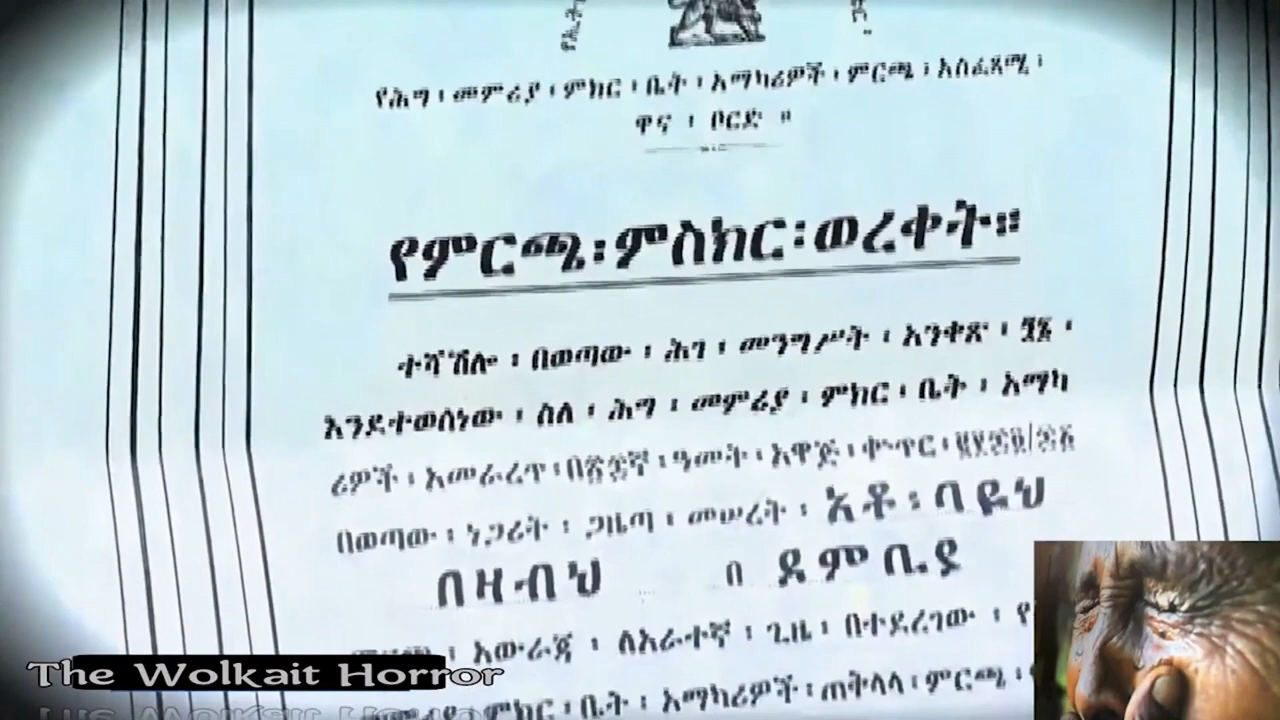 የሕግ ፡ መምሪያ ፡ ምክር ፡ ቤት ፡ አማካሪዎች ፡ ምርጫ ፡ አስፈጻሚ ፡
ዋና ፡ ቦርድ ።
የምርጫ ፡ ምስክር ፡ ወረቀት ።
ተሻሽሎ ፡ በወጣው ፡ ሕገ ፡ መንግሥት ፡ አንቀጽ ፡
እንደተወሰነው ፡ ስለ ፡ ሕግ ፡ መምሪያ ፡ ምክር ፡ ቤት ፡ አማካ
ሪዎች ፡ አመራረጥ ፡ ዓመት ፡ አዋጅ ፡ ቍጥር ፡
በወጣው ፡ ነጋሪት ፡ ጋዜጣ ፡ መሠረት ፡ አቶ ፡ ባዩህ
በዛብህ በ ደምቢያ
አውራጃ ፡ ለአራተኛ ፡ ጊዜ ፡ በተደረገው ፡ የ
ምክር ፡ ቤት ፡ አማካሪዎች ፡ ጠቅላላ ፡ ምርጫ ፡
The Wolkait Horror